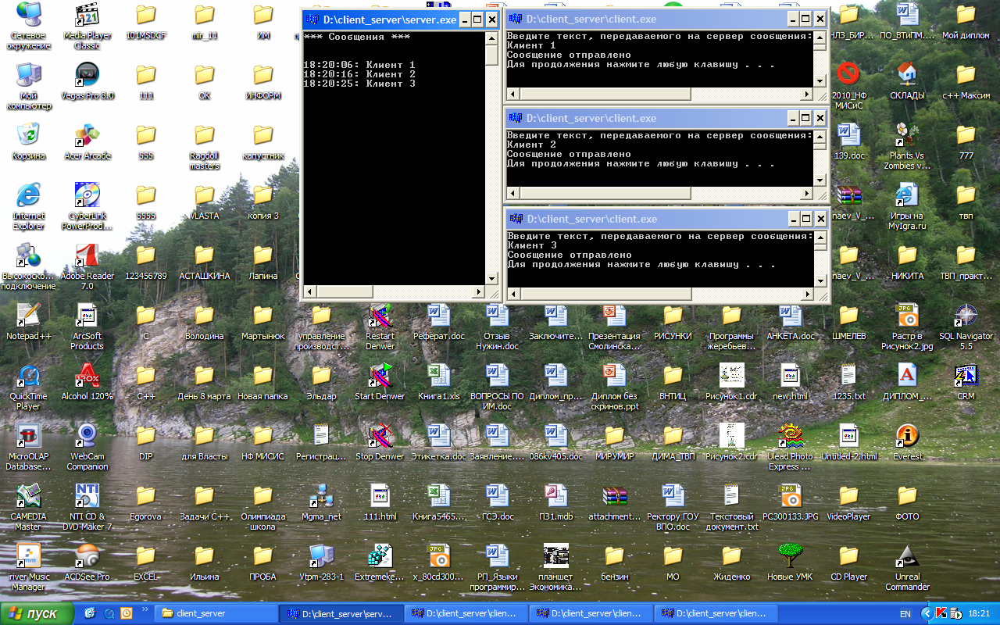 D:\client_server\server.exe
*** Сообщения ***
18:20:06: Клиент 1
18:20:16: Клиент 2
18:20:25: Клиент 3
D:\client_server\client.exe
Введите текст, передаваемого на сервер сообщения:
Клиент 1
Сообщение отправлено
Для продолжения нажмите любую клавишу . . .
D:\client_server\client.exe
Введите текст, передаваемого на сервер сообщения:
Клиент 2
Сообщение отправлено
Для продолжения нажмите любую клавишу . . .
D:\client_server\client.exe
Введите текст, передаваемого на сервер сообщения:
Клиент 3
Сообщение отправлено
Для продолжения нажмите любую клавишу . . .
Сетевое
окружение
Media Player
Classic
101MSDCF
mir_11
ИМ
НЛЗ_БИР...
ПО_ВТиПМ....
Мой диплом
Мой
компьютер
Vegas Pro 8.0
111
ОК
ИНФОРМ
2010_НФ
МИСиС
СКЛАДЫ
с++ Максим
Корзина
Acer Arcade
555
Ragdoll
masters
капустник
139.doc
Plants Vs
Zombies v...
777
Internet
Explorer
CyberLink
PowerProd...
5555
VLASTA
копия 3
naev_V_...
Игры на
MyIgra.ru
твп
Высокоско...
подключение
Adobe Reader
7.0
123456789
АСТАШКИНА
Лапина
naev_V_...
НИКИТА
ТВП_практ...
Notepad++
ArcSoft
Products
С
Володина
Мартынюк
управление
производст...
Restart
Denwer
Реферат.doc
Отзыв
Нужин.doc
Заключите...
Презентация
Смолинска...
РИСУНКИ
Программы
жеребьев...
АНКЕТА.doc
ШМЕЛЕВ
Растр в
Рисунок2.jpg
SQL Navigator
5.5
QuickTime
Player
Alcohol 120%
C++
День 8 марта
Новая папка
Эльдар
Start Denwer
Книга1.xls
ВОПРОСЫ ПО
ИМ.doc
Диплом_пр...
Диплом без
скринов.ppt
ВНТИЦ
Рисунок1.cdr
new.html
1235.txt
ДИПЛОМ_...
CRM
MicroOLAP
Database...
WebCam
Companion
DIP
для Власты
НФ МИСИС
Регистрац...
Stop Denwer
Этикетка.doc
Заявление....
086kv405.doc
МИРУМИР
ДИМА_ТВП
Рисунок2.cdr
Ulead Photo
Express ...
Untitled-2.html
Everest
CAMEDIA
Master
NTI CD &
DVD-Maker 7
Egorova
Задачи С++
Олимпиада
школа
Mgma_net
111.html
Книга5465....
ГСЭ.doc
ПЗ1.mdb
attachment...
Ректору ГОУ
ВПО.doc
Текстовый
документ.txt
PC300133.JPG
VideoPlayer
ФОТО
iriver Music
Manager
ACDSee Pro
EXCEL
Ильина
ПРОБА
Vtpm-283-1
Extremeke...
x_80cd300...
РП_Языки
программир...
планшет
Экономика...
бензин
МО
Жиденко
Новые УМК
CD Player
Unreal
Commander
пуск
client_server
D:\client_server\serv...
D:\client_server\clien...
D:\client_server\clien...
D:\client_server\clien...
EN
18:21